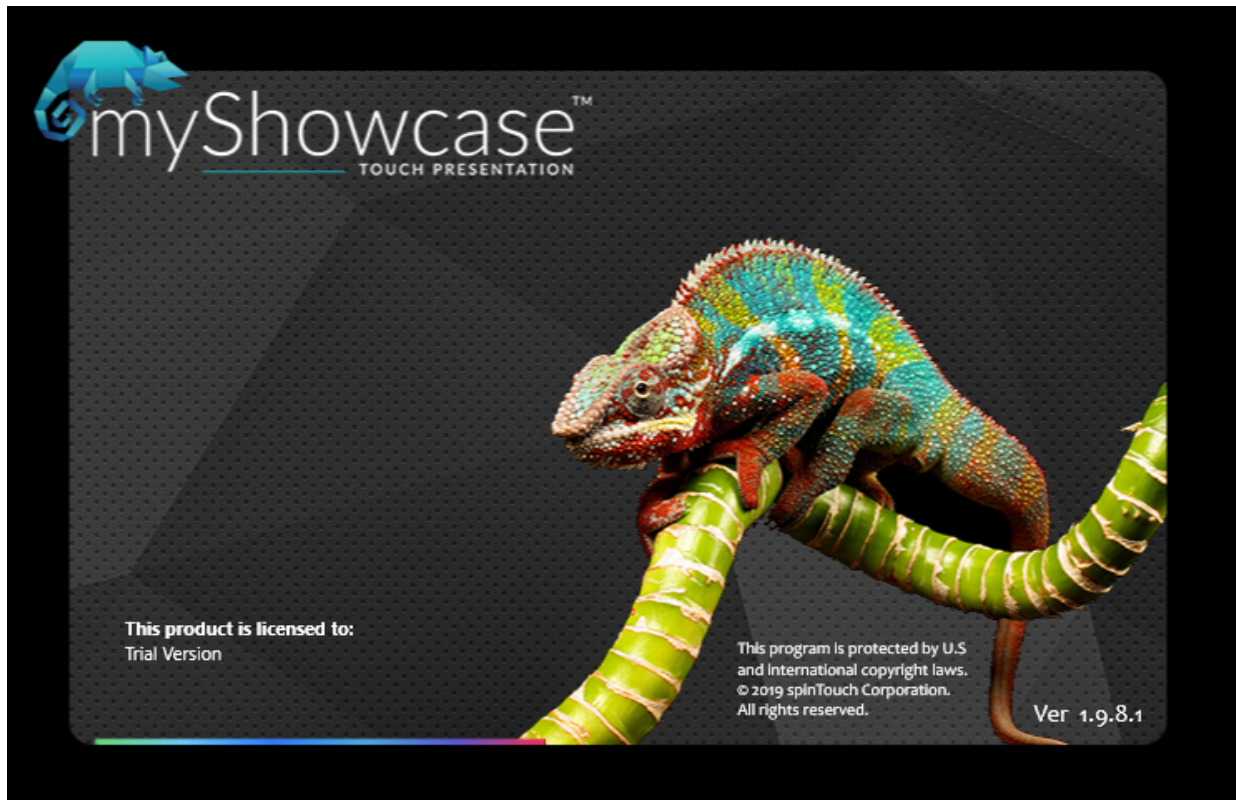 myShowcase™
TOUCH PRESENTATION
This product is licensed to:
Trial Version
This program is protected by U.S
and international copyright laws.
© 2019 spinTouch Corporation.
All rights reserved.
Ver 1.9.8.1